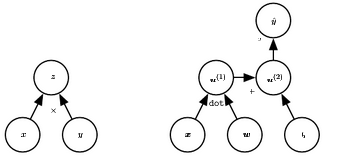 ŷ
σ
z
u(1)
u(2)
×
dot
+
x
y
x
w
b